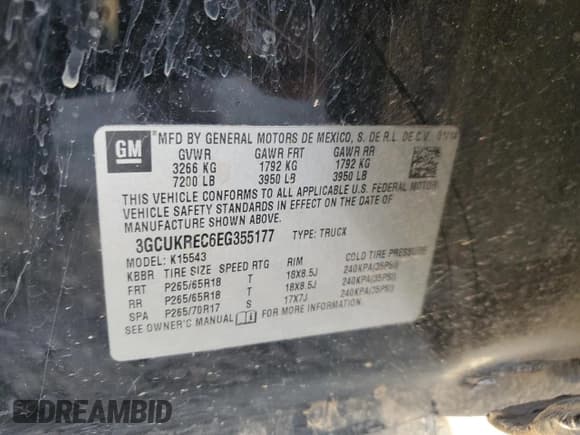 GM
MFD BY GENERAL MOTORS DE MEXICO, S. DE R.L. DE C.V. 01/14
GVWR GAWR FRT GAWR RR
3266 KG 1792 KG 1792 KG
7200 LB 3950 LB 3950 LB
THIS VEHICLE CONFORMS TO ALL APPLICABLE U.S. FEDERAL MOTOR
VEHICLE SAFETY STANDARDS IN EFFECT ON THE DATE OF
MANUFACTURE SHOWN ABOVE.
3GCUKREC6EG355177 TYPE: TRUCK
MODEL: K15543
KBBR TIRE SIZE SPEED RTG RIM COLD TIRE PRESSURE
FRT P265/65R18 T 18X8.5J 240KPA(35PSI)
RR P265/65R18 T 18X8.5J 240KPA(35PSI)
SPA P265/70R17 S 17X7J 240KPA(35PSI)
SEE OWNER'S MANUAL FOR MORE INFORMATION.
DREAMBID